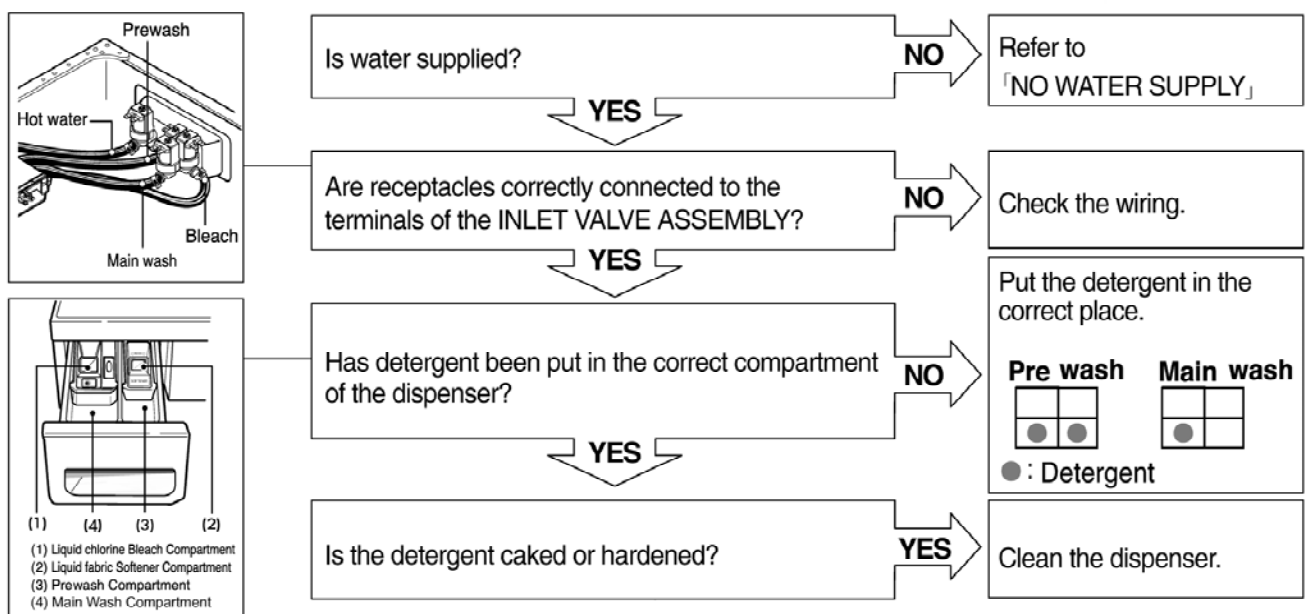 Prewash
Hot water
Bleach
Main wash
Is water supplied?
NO
Refer to
「NO WATER SUPPLY」
YES
Are receptacles correctly connected to the
terminals of the INLET VALVE ASSEMBLY?
NO
Check the wiring.
YES
(1) (4) (3) (2)
(1) Liquid chlorine Bleach Compartment
(2) Liquid fabric Softener Compartment
(3) Prewash Compartment
(4) Main Wash Compartment
Has detergent been put in the correct compartment
of the dispenser?
NO
Put the detergent in the
correct place.
Pre wash Main wash
: Detergent
YES
Is the detergent caked or hardened?
YES
Clean the dispenser.